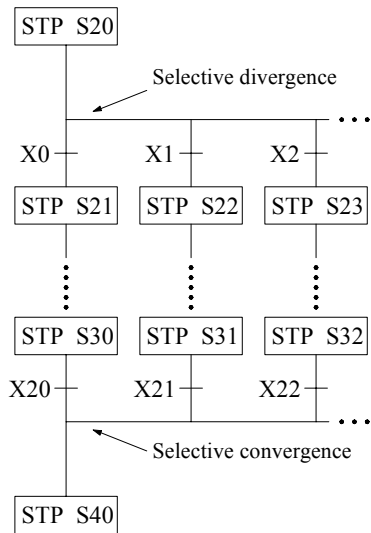 STP S20
Selective divergence
X0 X1 X2
STP S21 STP S22 STP S23
STP S30 STP S31 STP S32
X20 X21 X22
Selective convergence
STP S40